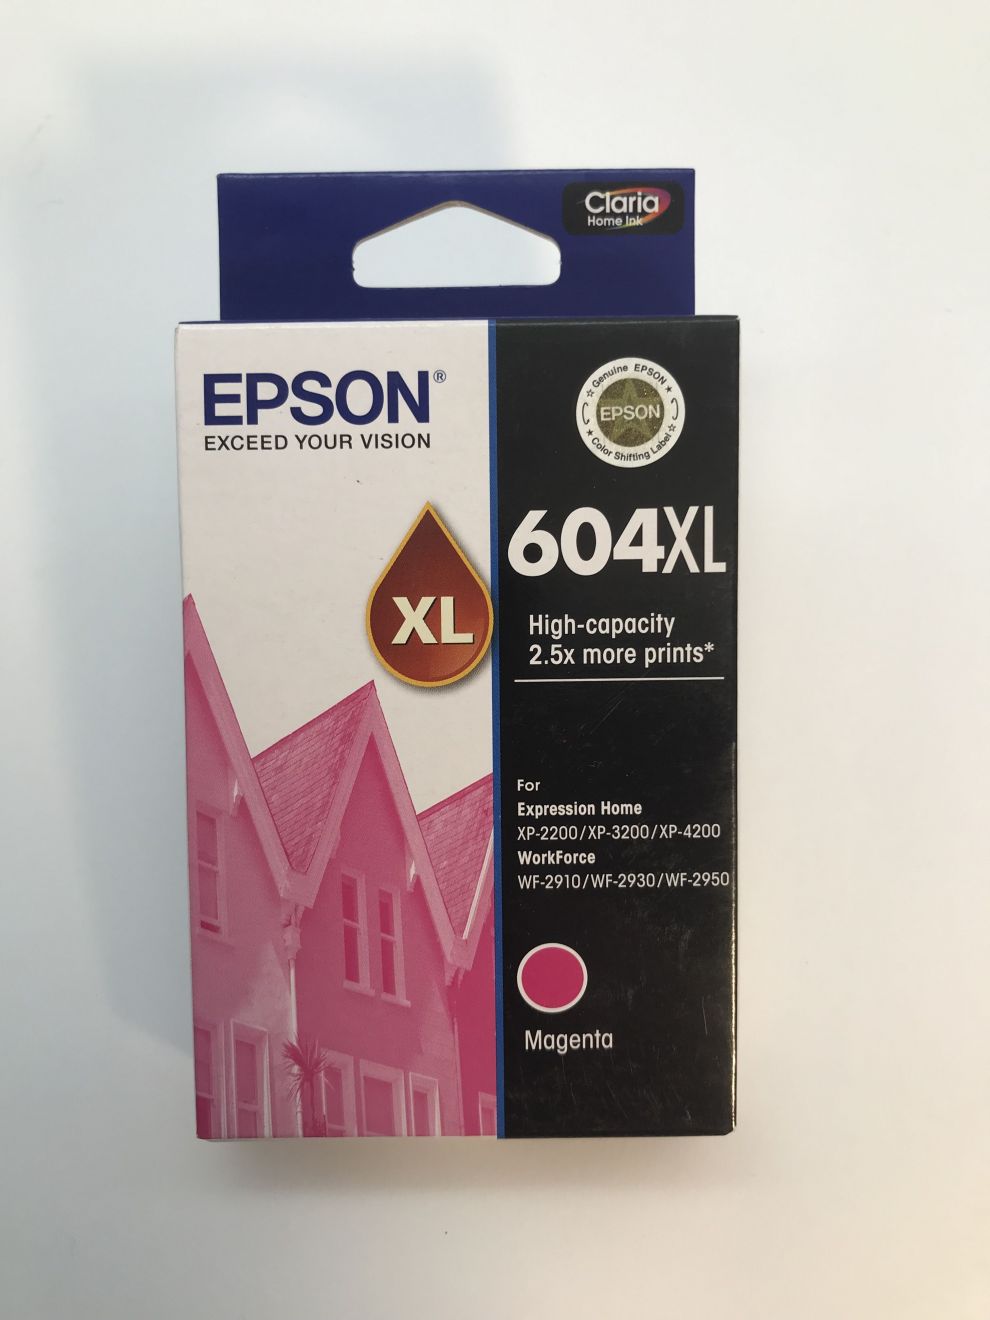 Claria
Home Ink
EPSON®
EXCEED YOUR VISION
Genuine EPSON
EPSON
Color Shifting Label
604XL
XL
High-capacity
2.5x more prints*
For
Expression Home
XP-2200/XP-3200/XP-4200
WorkForce
WF-2910/WF-2930/WF-2950
Magenta